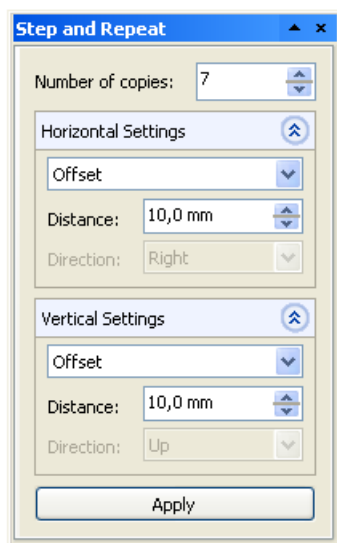 Step and Repeat
Number of copies: 7
Horizontal Settings
Offset
Distance: 10,0 mm
Direction: Right
Vertical Settings
Offset
Distance: 10,0 mm
Direction: Up
Apply